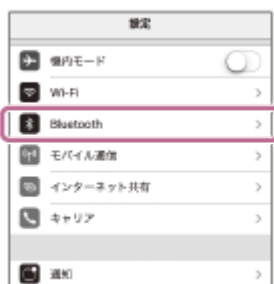 設定
機内モード
Wi-Fi
Bluetooth
モバイル通信
インターネット共有
キャリア
通知